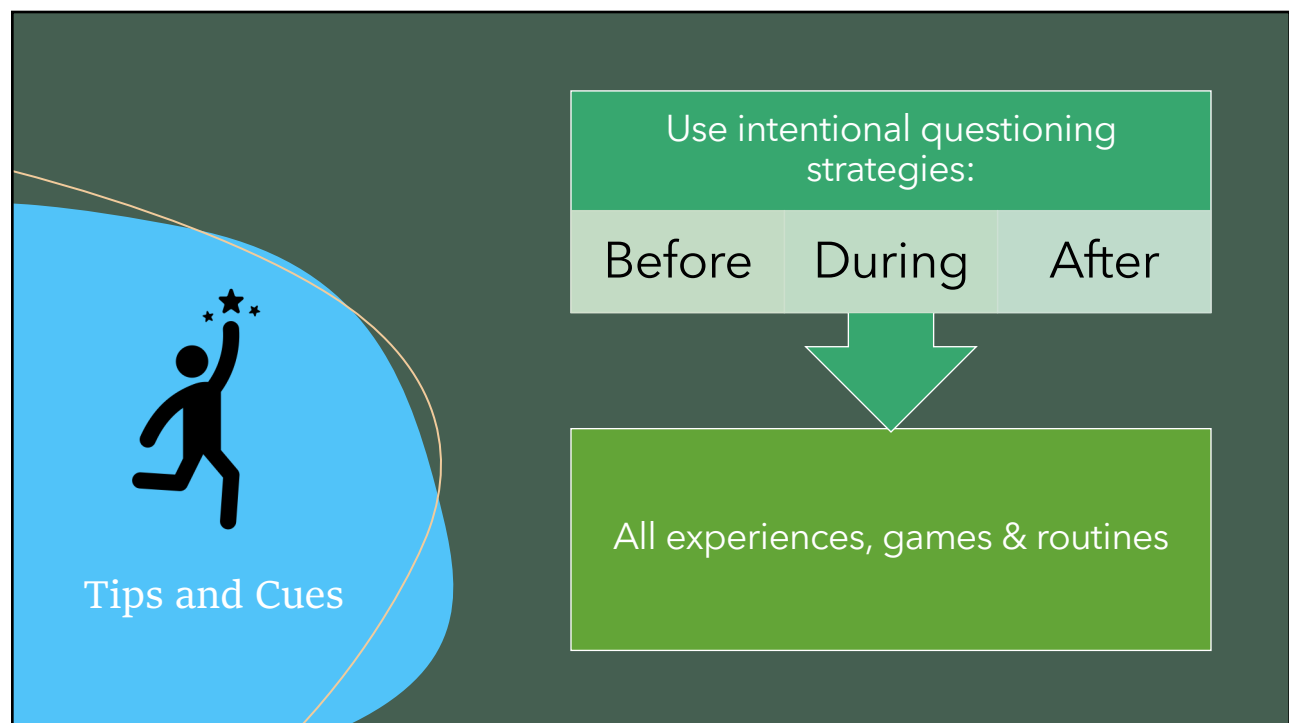 Use intentional questioning
strategies:
Before During After
All experiences, games & routines
Tips and Cues